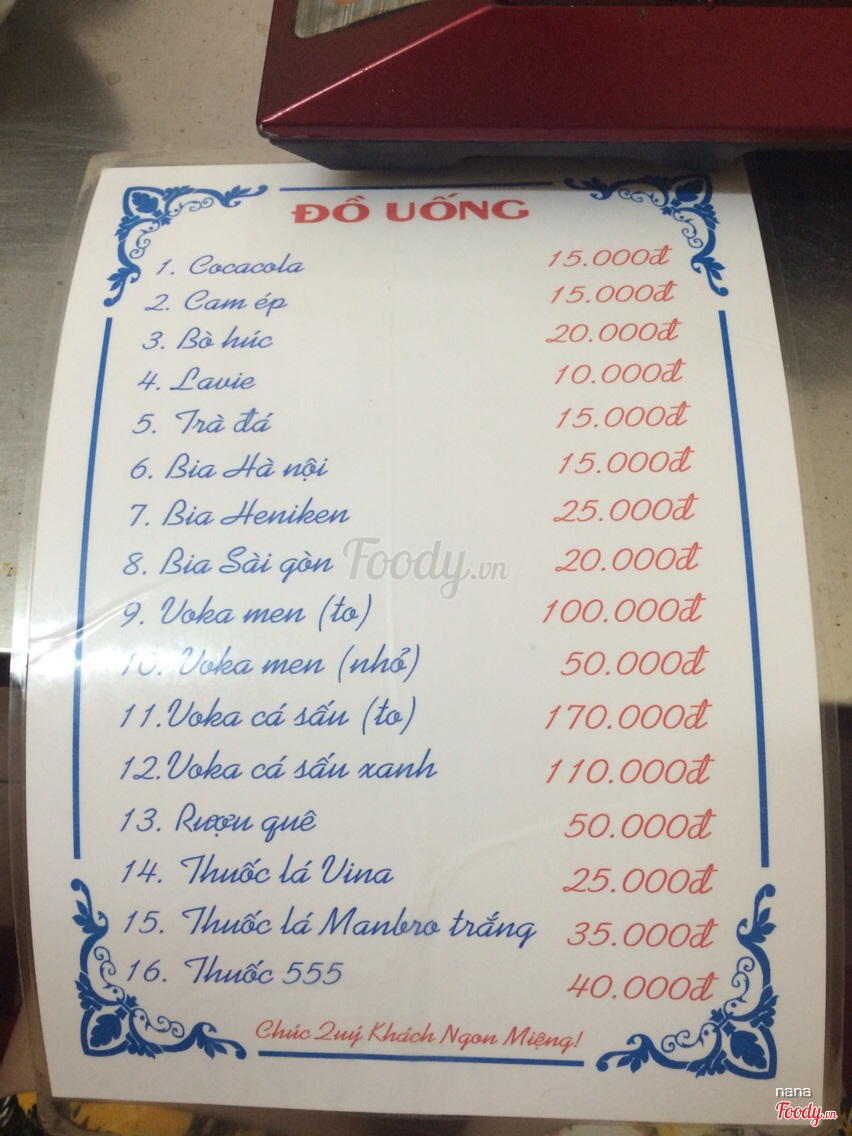 ĐỒ UỐNG
1. Cocacola 15.000đ
2. Cam ép 15.000đ
3. Bò húc 20.000đ
4. Lavie 10.000đ
5. Trà đá 15.000đ
6. Bia Hà nội 15.000đ
7. Bia Heniken 25.000đ
8. Bia Sài gòn 20.000đ
Foody.vn
9. Voka men (to) 100.000đ
10. Voka men (nhỏ) 50.000đ
11. Voka cá sấu (to) 170.000đ
12. Voka cá sấu xanh 110.000đ
13. Rượu quê 50.000đ
14. Thuốc lá Vina 25.000đ
15. Thuốc lá Manbro trắng 35.000đ
16. Thuốc 555 40.000đ
Chúc Quý Khách Ngon Miệng!
nana
Foody.vn